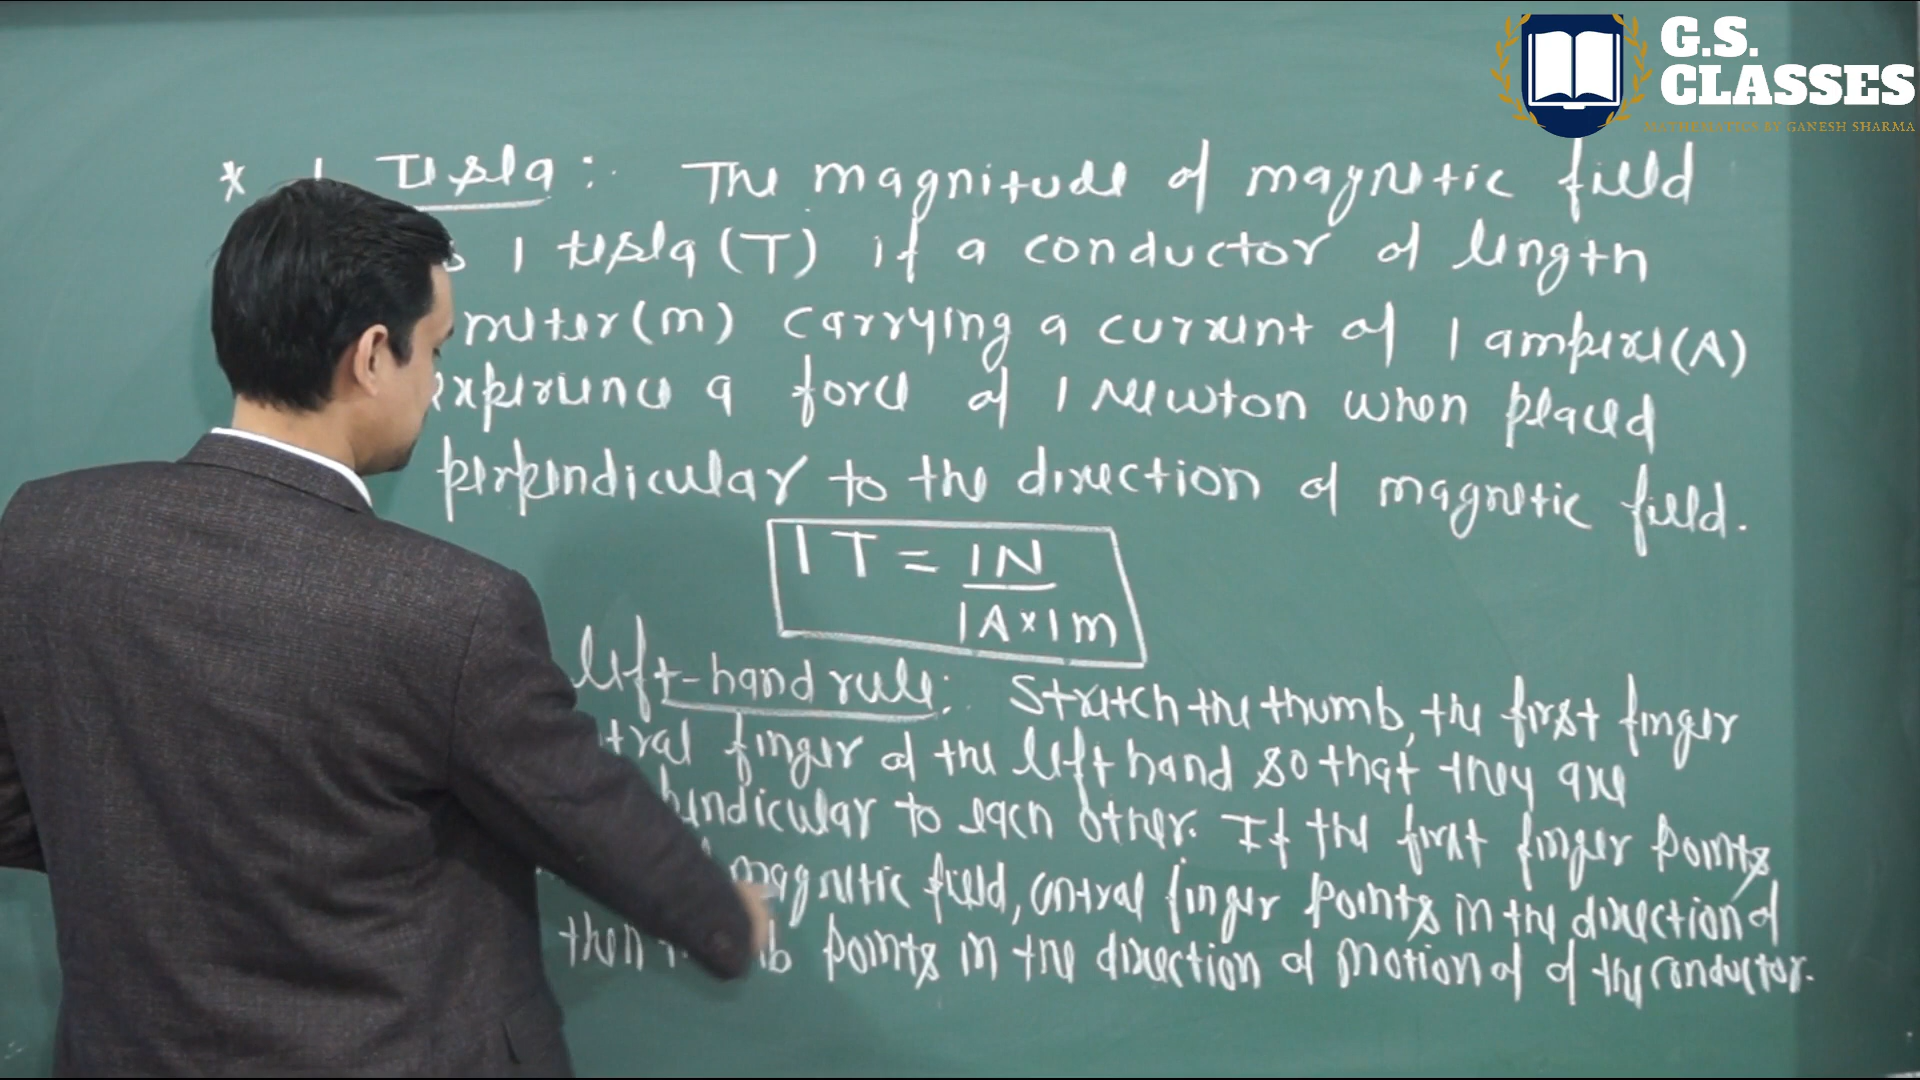 G.S.
CLASSES
MATHEMATICS BY GANESH SHARMA
* 1 Tesla :. The magnitude of magnetic field
1 tesla (T) if a conductor of length
meter(m) carrying a current of 1 ampere(A)
experience a force of 1 Newton when placed
perpendicular to the direction of magnetic field.
1 T = 1N
1A×1m
left-hand rule: Stretch the thumb, the first finger
finger of the left hand so that they are
to each other. If the first finger points
magnetic field, central finger points in the direction of
then points in the direction of motion of of the conductor.